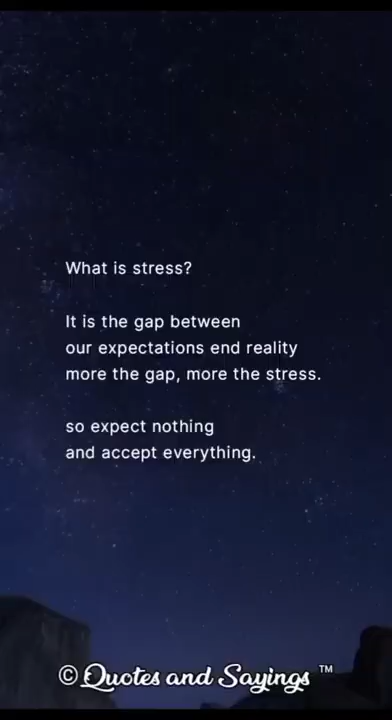 What is stress?
It is the gap between
our expectations end reality
more the gap, more the stress.
so expect nothing
and accept everything.
© Quotes and Sayings ™